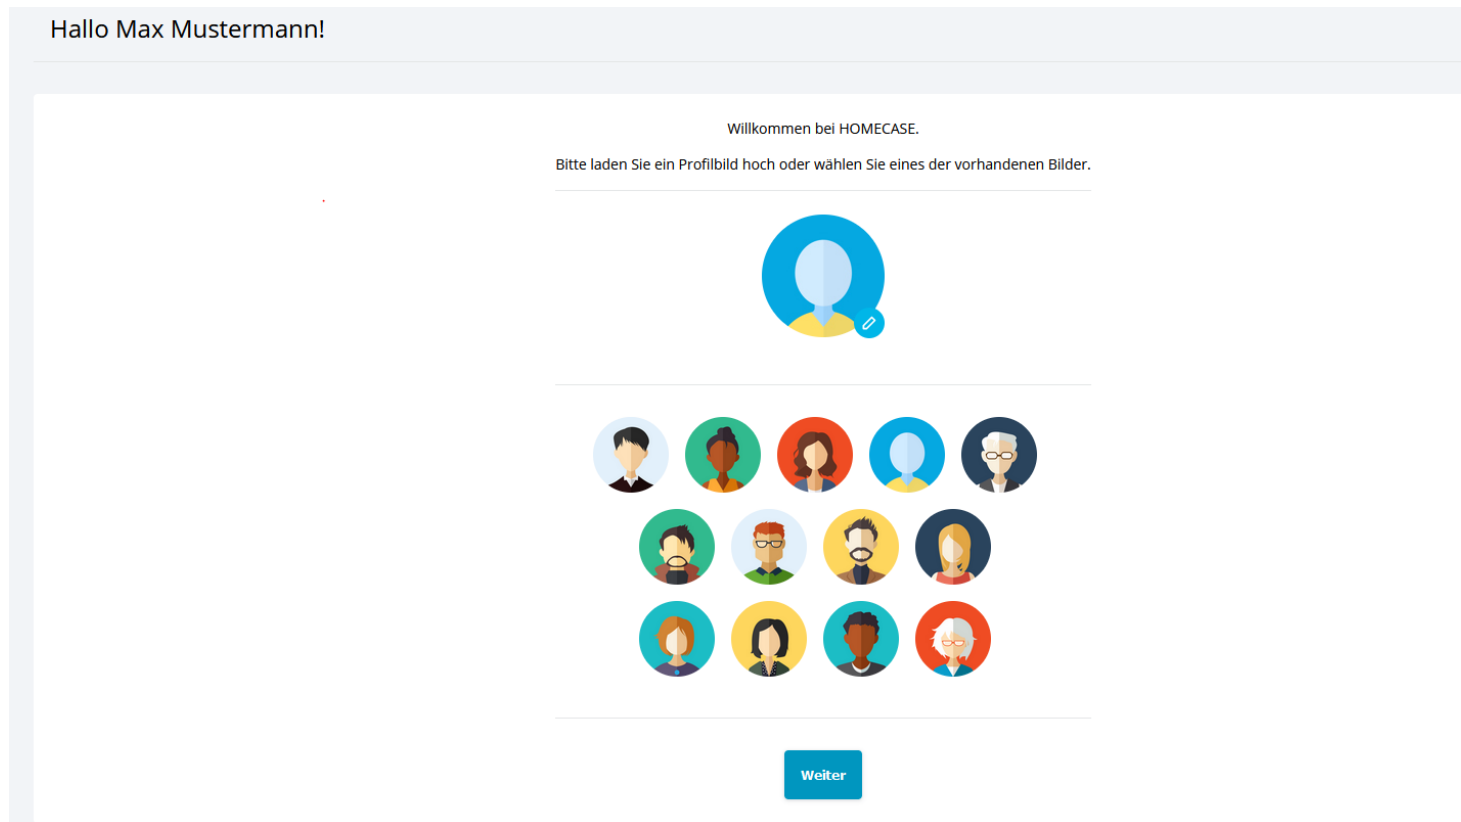 Hallo Max Mustermann!
Willkommen bei HOMECASE.
Bitte laden Sie ein Profilbild hoch oder wählen Sie eines der vorhandenen Bilder.
Weiter